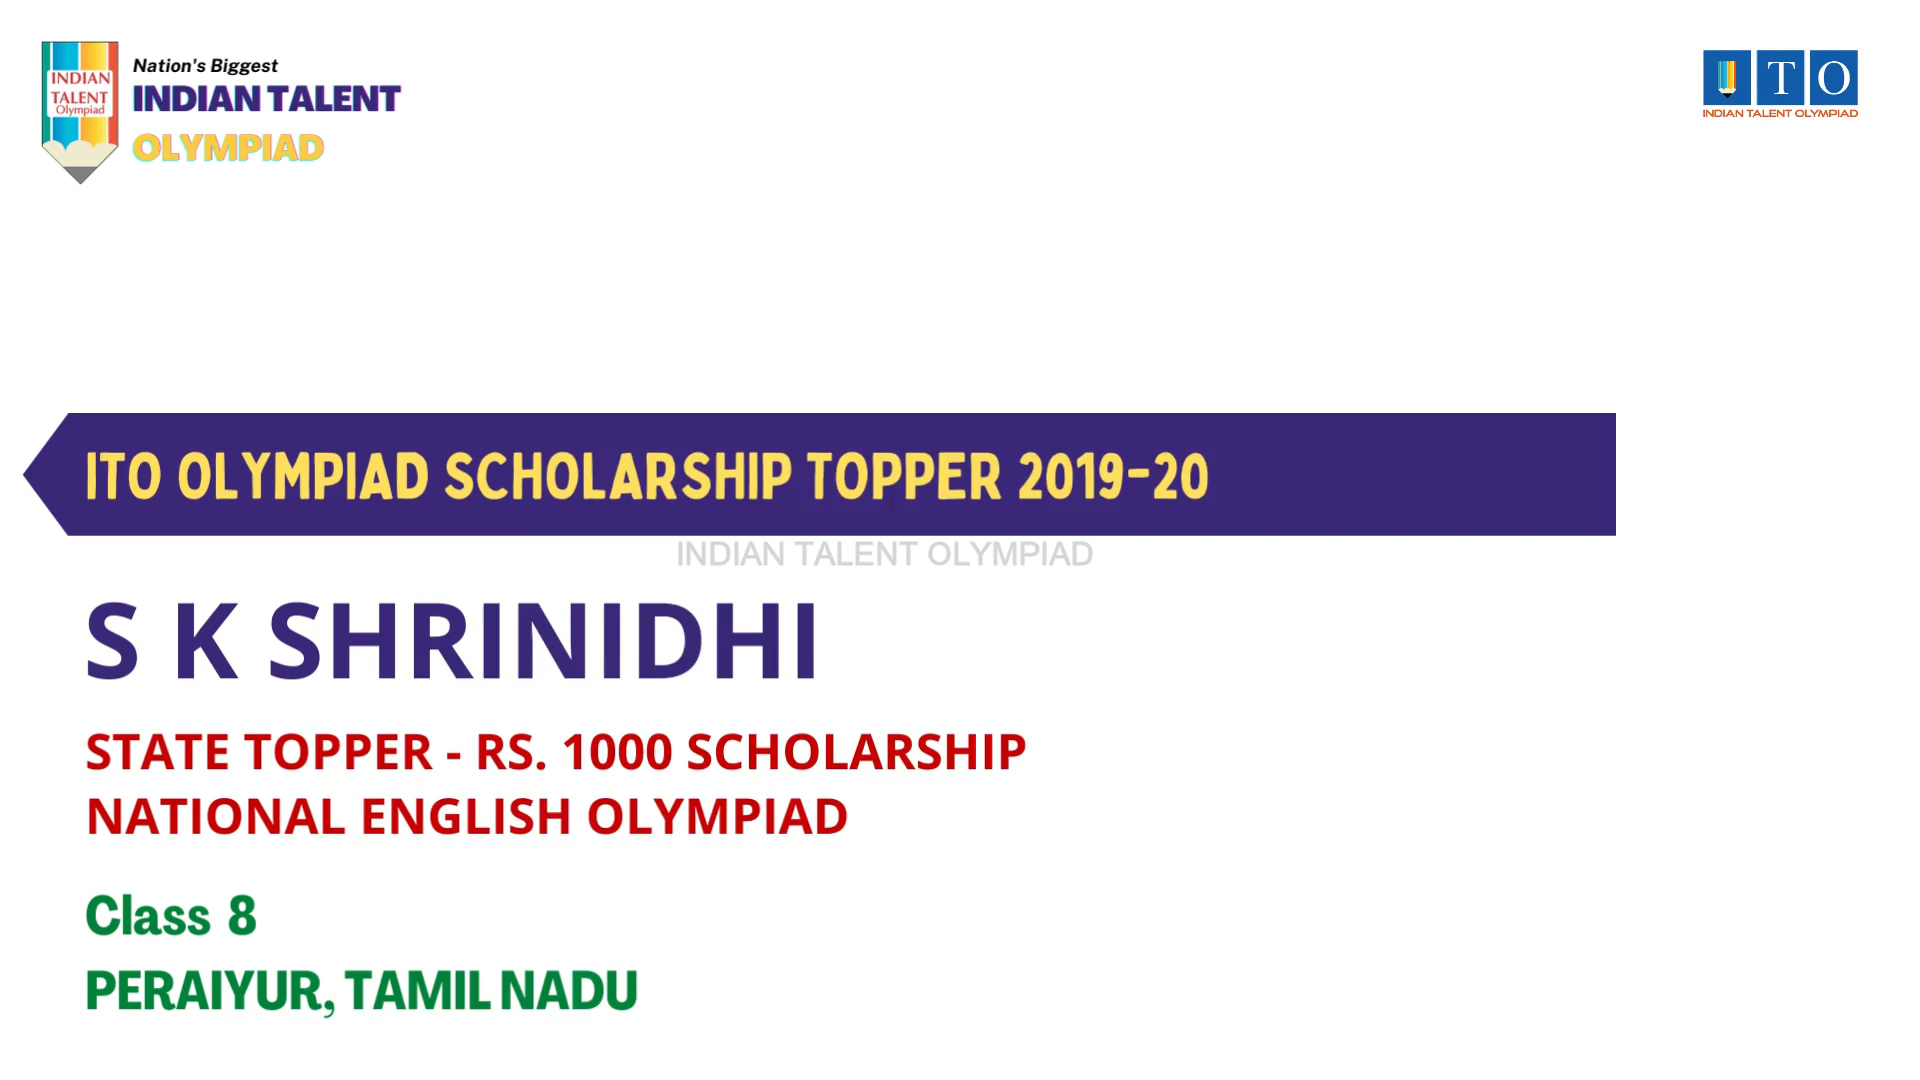 INDIAN
TALENT
Olympiad
Nation's Biggest
INDIAN TALENT
OLYMPIAD
T O
INDIAN TALENT OLYMPIAD
ITO OLYMPIAD SCHOLARSHIP TOPPER 2019-20
INDIAN TALENT OLYMPIAD
S K SHRINIDHI
STATE TOPPER - RS. 1000 SCHOLARSHIP
NATIONAL ENGLISH OLYMPIAD
Class 8
PERAIYUR, TAMIL NADU